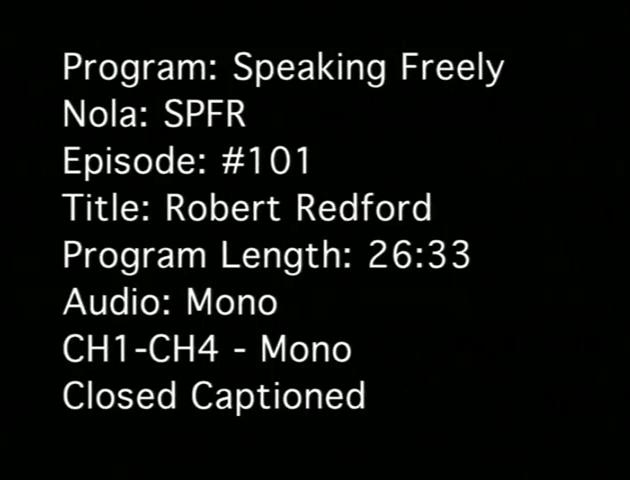 Program: Speaking Freely
Nola: SPFR
Episode: #101
Title: Robert Redford
Program Length: 26:33
Audio: Mono
CH1-CH4 - Mono
Closed Captioned